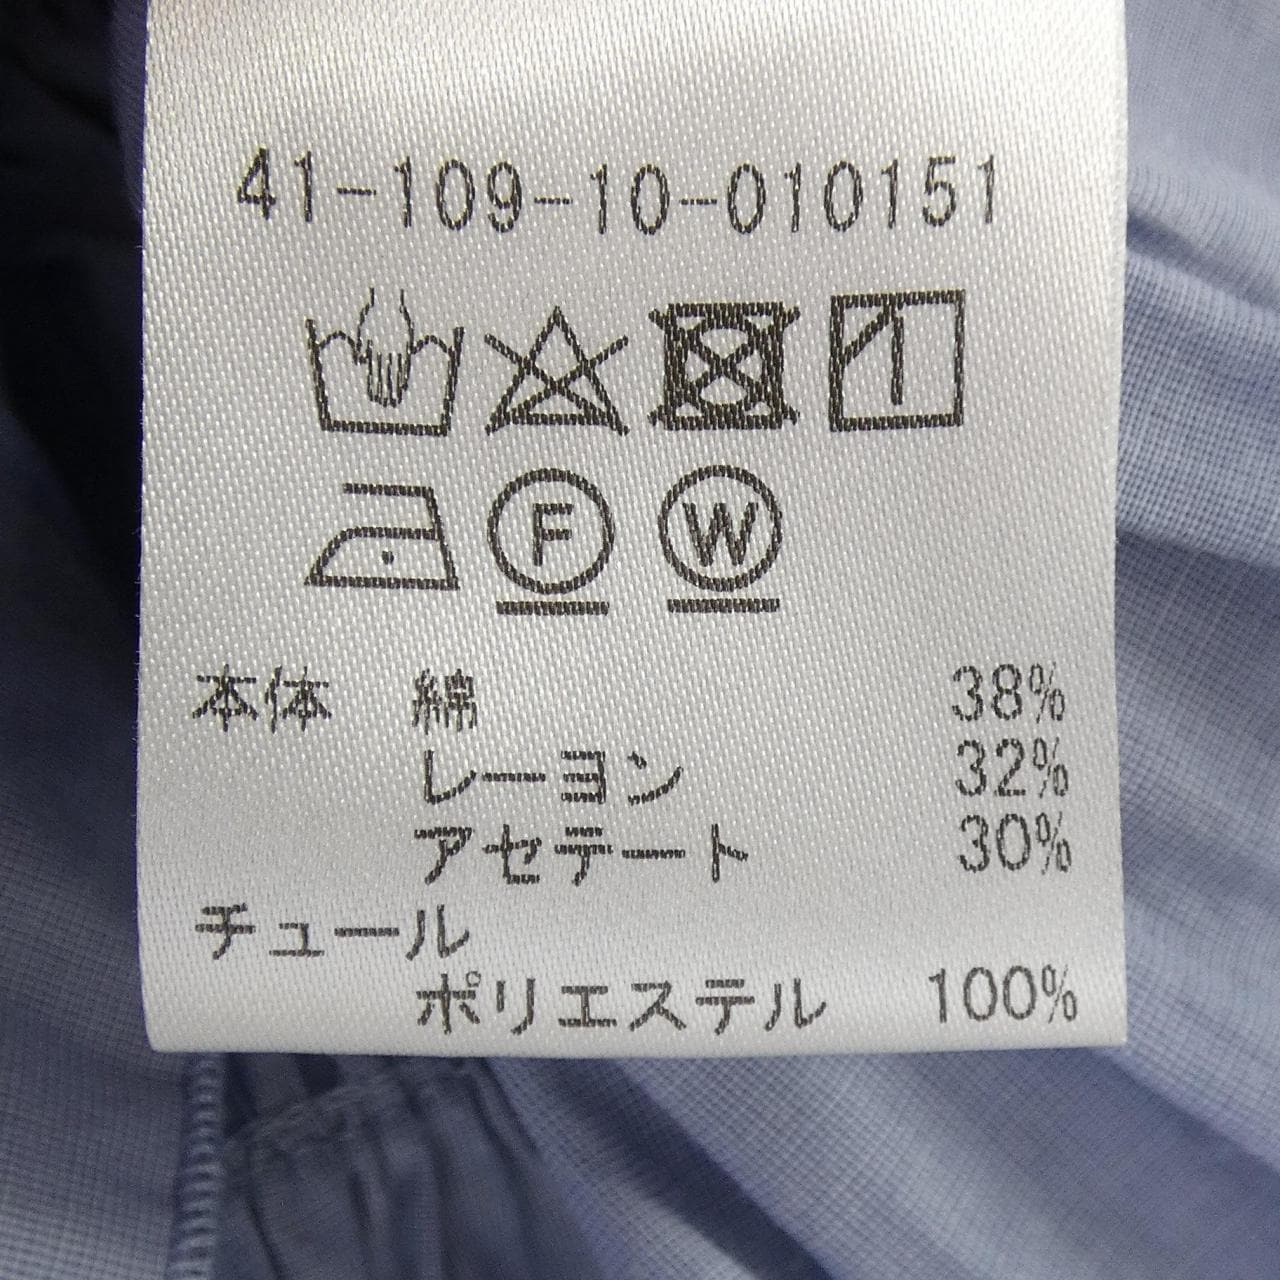 41-109-10-010151
F W
本体 綿 38%
レーヨン 32%
アセテート 30%
チュール
ポリエステル 100%